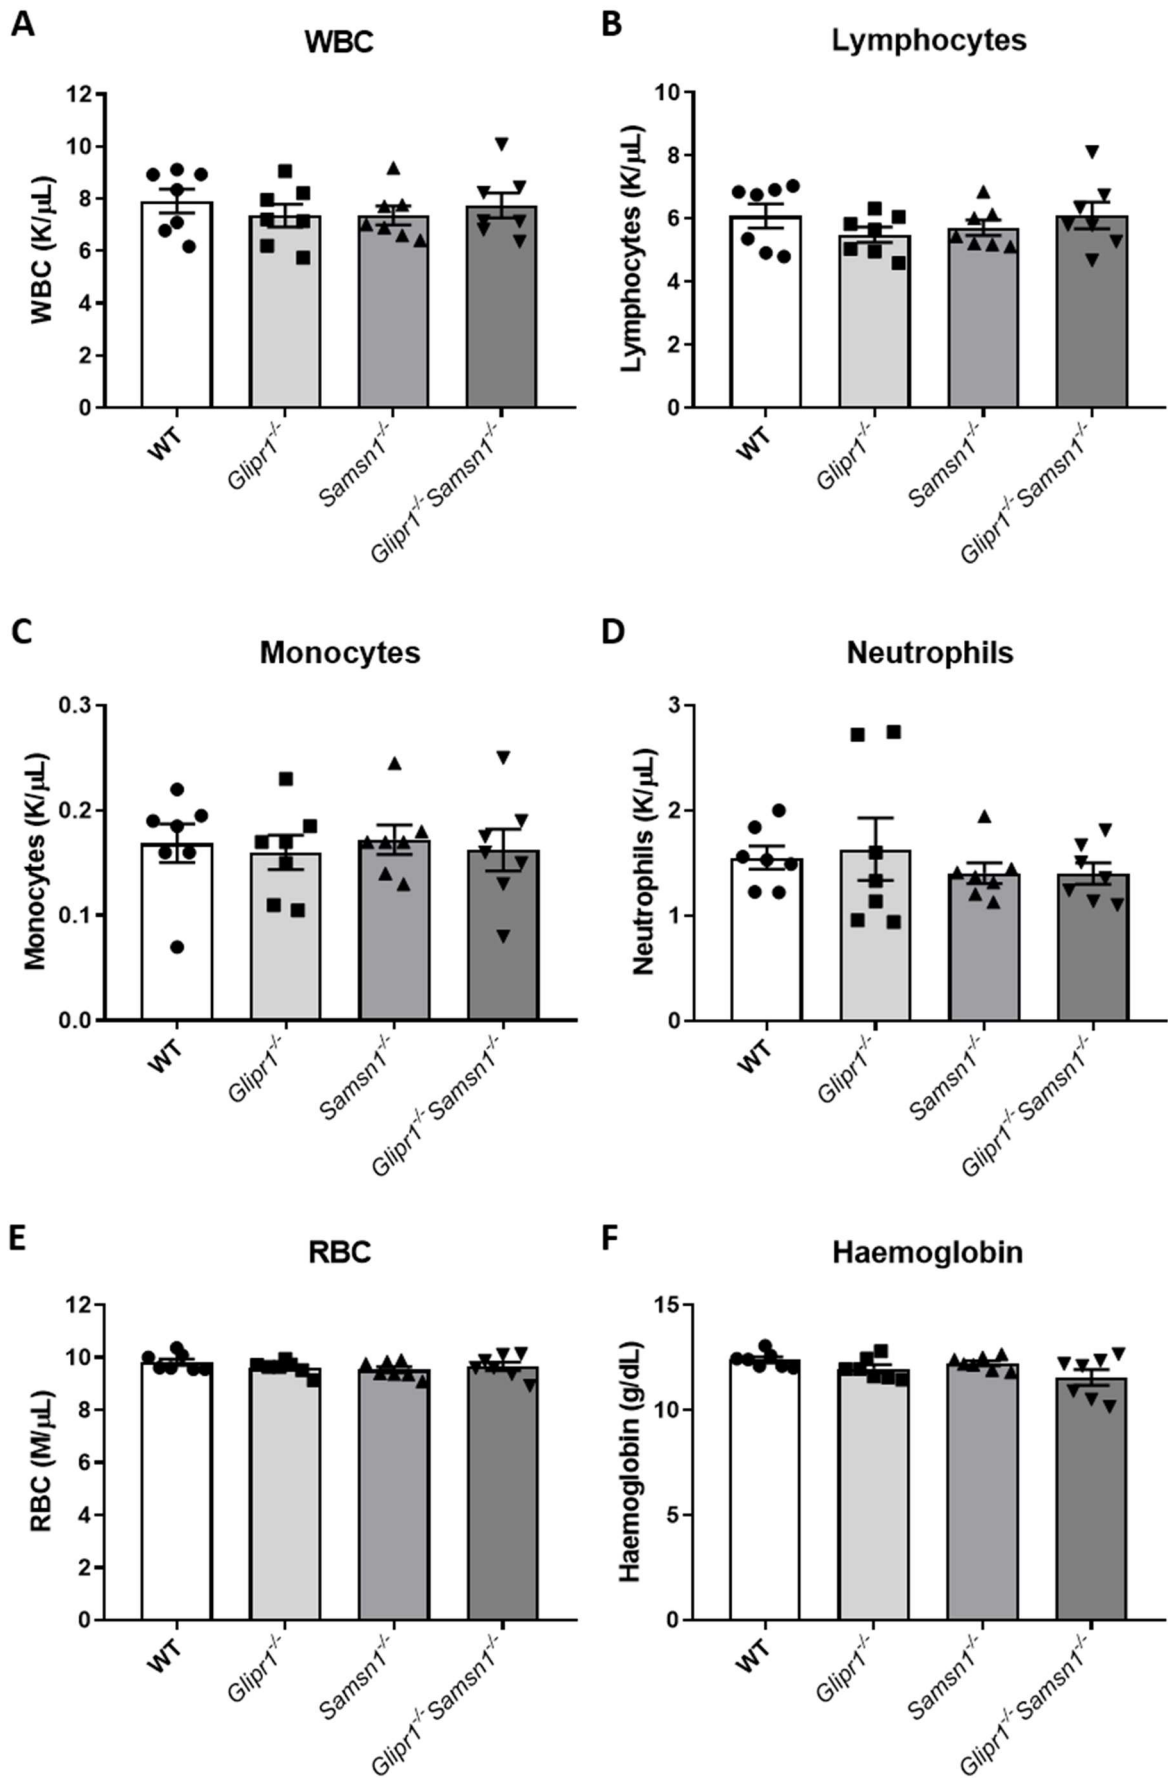 A
WBC
WBC (K/μL)
12
10
8
6
4
2
0
WT
Glipr1-/-
Samsn1-/-
Glipr1-/-Samsn1-/-
B
Lymphocytes
Lymphocytes (K/μL)
10
8
6
4
2
0
WT
Glipr1-/-
Samsn1-/-
Glipr1-/-Samsn1-/-
C
Monocytes
Monocytes (K/μL)
0.3
0.2
0.1
0.0
WT
Glipr1-/-
Samsn1-/-
Glipr1-/-Samsn1-/-
D
Neutrophils
Neutrophils (K/μL)
3
2
1
0
WT
Glipr1-/-
Samsn1-/-
Glipr1-/-Samsn1-/-
E
RBC
RBC (M/μL)
12
10
8
6
4
2
0
WT
Glipr1-/-
Samsn1-/-
Glipr1-/-Samsn1-/-
F
Haemoglobin
Haemoglobin (g/dL)
15
10
5
0
WT
Glipr1-/-
Samsn1-/-
Glipr1-/-Samsn1-/-